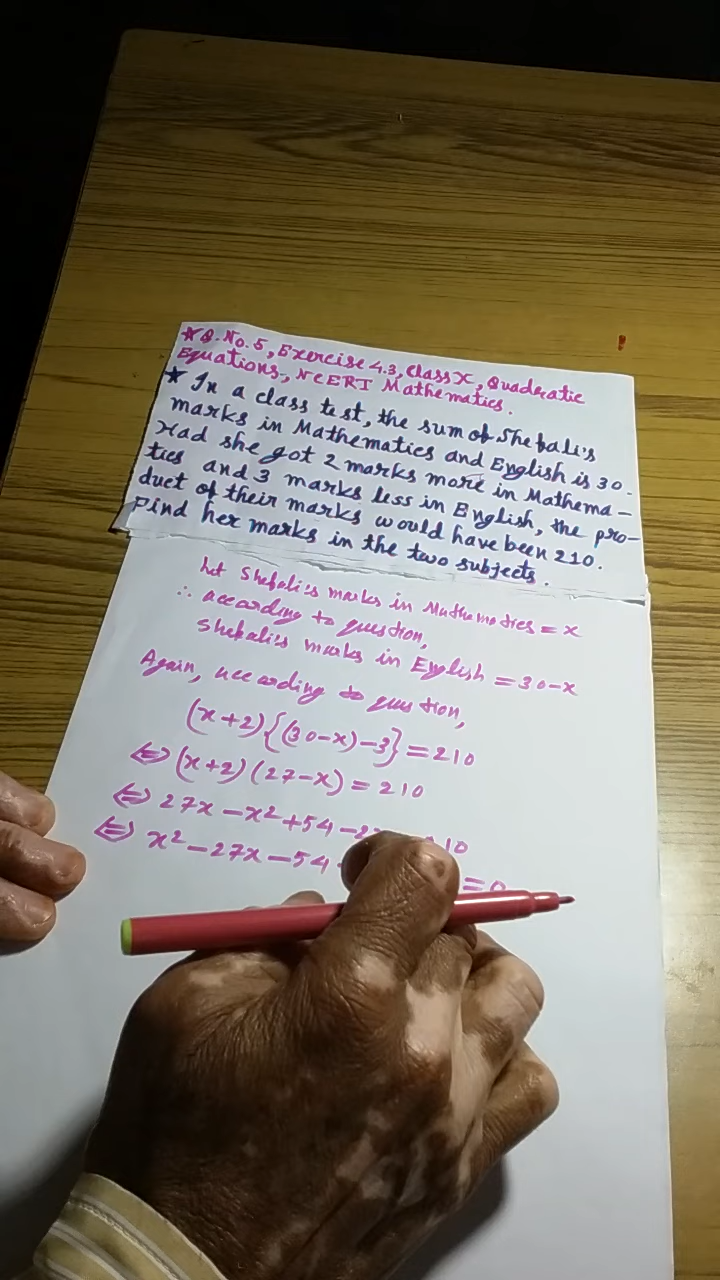 *Q. No. 5, Exercise 4.3, Class X, Quadratic
Equations, NCERT Mathematics.
* In a class test, the sum of Shefali's
marks in Mathematics and English is 30.
Had she got 2 marks more in Mathema-
tics and 3 marks less in English, the pro-
duct of their marks would have been 210.
Find her marks in the two subjects.
Let Shefali's marks in Mathematics = x
∴ according to question,
Shefali's marks in English = 30-x
Again, according to question,
(x+2){(30-x)-3} = 210
⇔ (x+2)(27-x) = 210
⇔ 27x - x² + 54 - 2 10
⇔ x² - 27x - 54 = 0